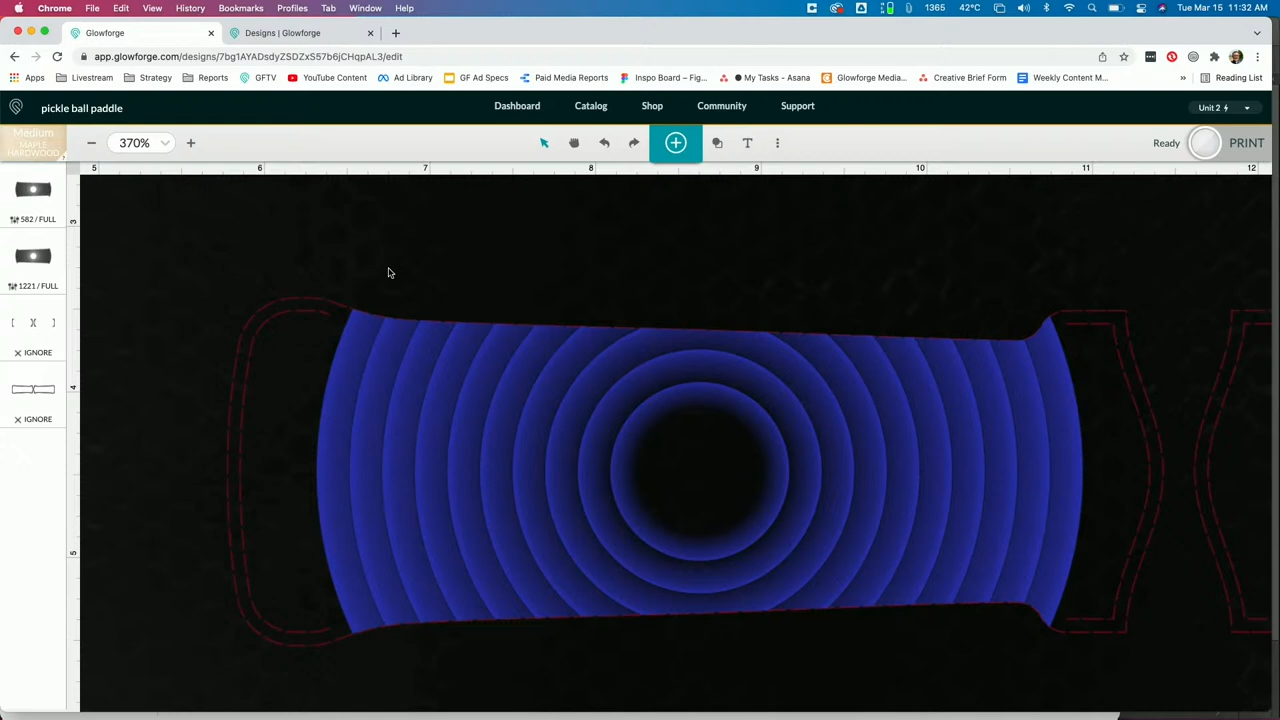 Chrome File Edit View History Bookmarks Profiles Tab Window Help 1365 42°C Tue Mar 15 11:32 AM
Glowforge Designs | Glowforge
app.glowforge.com/designs/7bg1AYADsdyZSDZxS57b6jCHqpAL3/edit
Apps Livestream Strategy Reports GFTV YouTube Content Ad Library GF Ad Specs Paid Media Reports Inspo Board – Fig... My Tasks - Asana Glowforge Media... Creative Brief Form Weekly Content M... » Reading List
pickle ball paddle Dashboard Catalog Shop Community Support Unit 2
Medium
MAPLE
HARDWOOD
370% Ready PRINT
5 6 7 8 9 10 11 12
3
582 / FULL
1221 / FULL
4
IGNORE
IGNORE
5